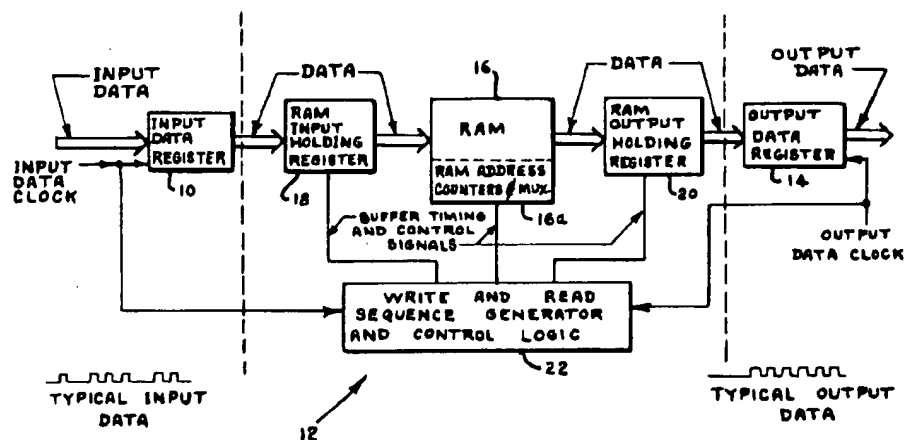 INPUT
DATA
DATA
16
DATA
OUTPUT
DATA
INPUT
DATA
REGISTER
RAM
INPUT
HOLDING
REGISTER
RAM
RAM ADDRESS
COUNTERS & MUX
RAM
OUTPUT
HOLDING
REGISTER
OUTPUT
DATA
REGISTER
INPUT
DATA
CLOCK
10
18
16a
20
14
BUFFER TIMING
AND CONTROL
SIGNALS
OUTPUT
DATA CLOCK
WRITE AND READ
SEQUENCE GENERATOR
AND CONTROL LOGIC
22
TYPICAL INPUT
DATA
12
TYPICAL OUTPUT
DATA